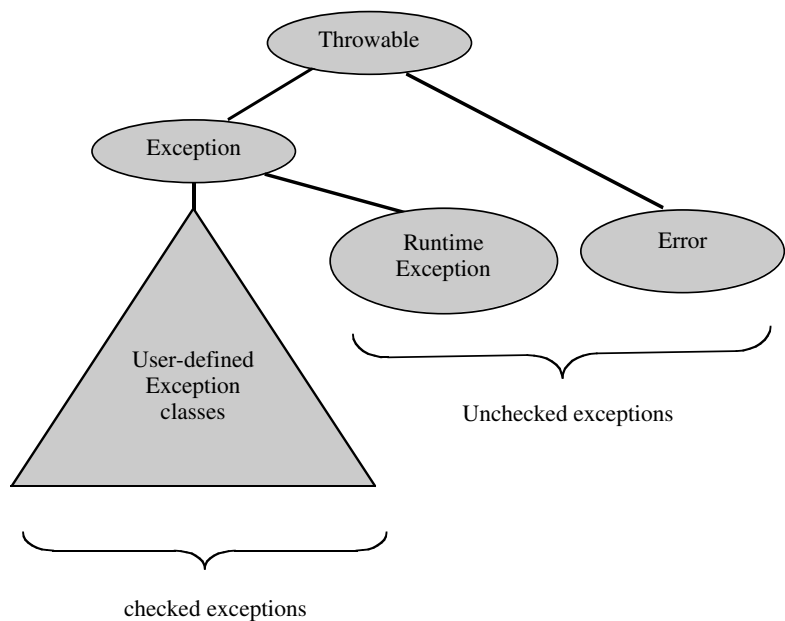 Throwable
Exception
Runtime
Exception
Error
User-defined
Exception
classes
Unchecked exceptions
checked exceptions